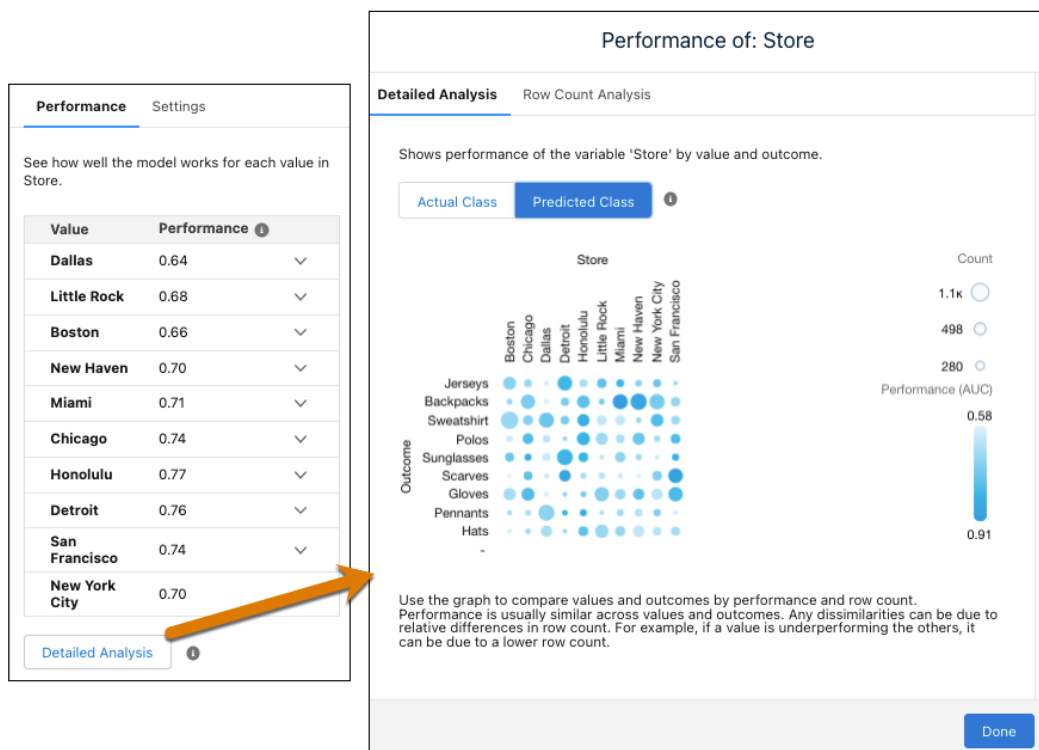 Performance Settings
See how well the model works for each value in
Store.
Value Performance
Dallas 0.64
Little Rock 0.68
Boston 0.66
New Haven 0.70
Miami 0.71
Chicago 0.74
Honolulu 0.77
Detroit 0.76
San
Francisco 0.74
New York
City 0.70
Detailed Analysis
Performance of: Store
Detailed Analysis Row Count Analysis
Shows performance of the variable 'Store' by value and outcome.
Actual Class Predicted Class
Store
Boston
Chicago
Dallas
Detroit
Honolulu
Little Rock
Miami
New Haven
New York City
San Francisco
Outcome
Jerseys
Backpacks
Sweatshirt
Polos
Sunglasses
Scarves
Gloves
Pennants
Hats
-
Count
1.1K
498
280
Performance (AUC)
0.58
0.91
Use the graph to compare values and outcomes by performance and row count.
Performance is usually similar across values and outcomes. Any dissimilarities can be due to
relative differences in row count. For example, if a value is underperforming the others, it
can be due to a lower row count.
Done